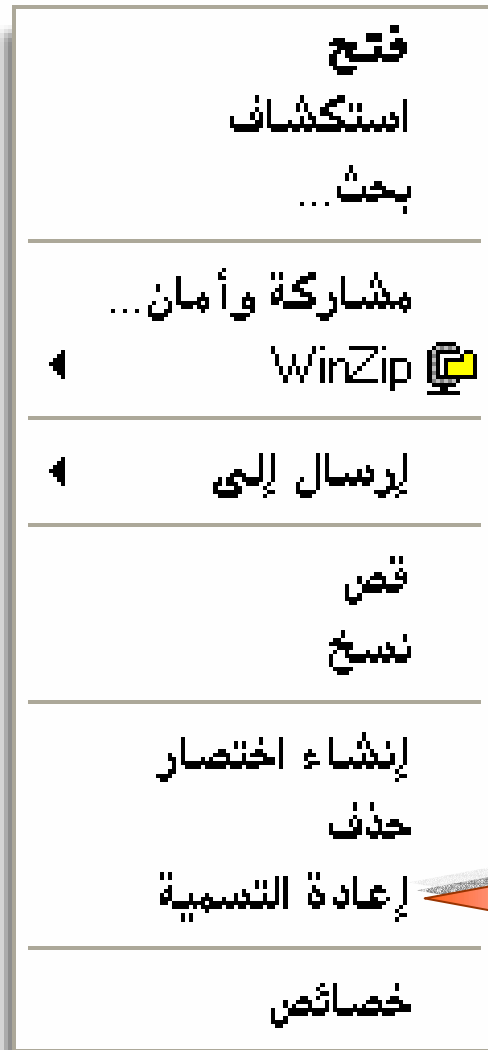 فتح
استكشاف
بحث...
مشاركة وأمان...
WinZip
إرسال إلى
قص
نسخ
إنشاء اختصار
حذف
إعادة التسمية
خصائص